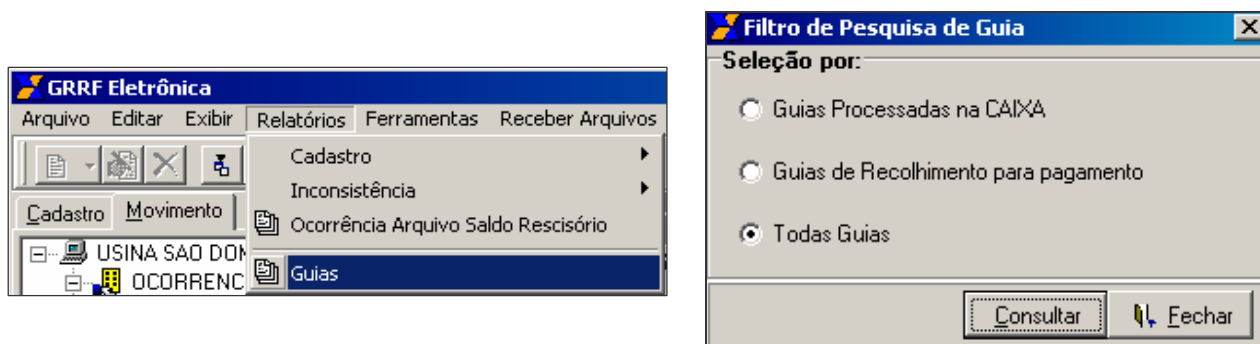 GRRF Eletrônica
Arquivo Editar Exibir Relatórios Ferramentas Receber Arquivos
Cadastro
Inconsistência
Ocorrência Arquivo Saldo Rescisório
Guias
Cadastro Movimento
USINA SAO DOM
OCORRENC
Filtro de Pesquisa de Guia
Seleção por:
Guias Processadas na CAIXA
Guias de Recolhimento para pagamento
Todas Guias
Consultar Fechar